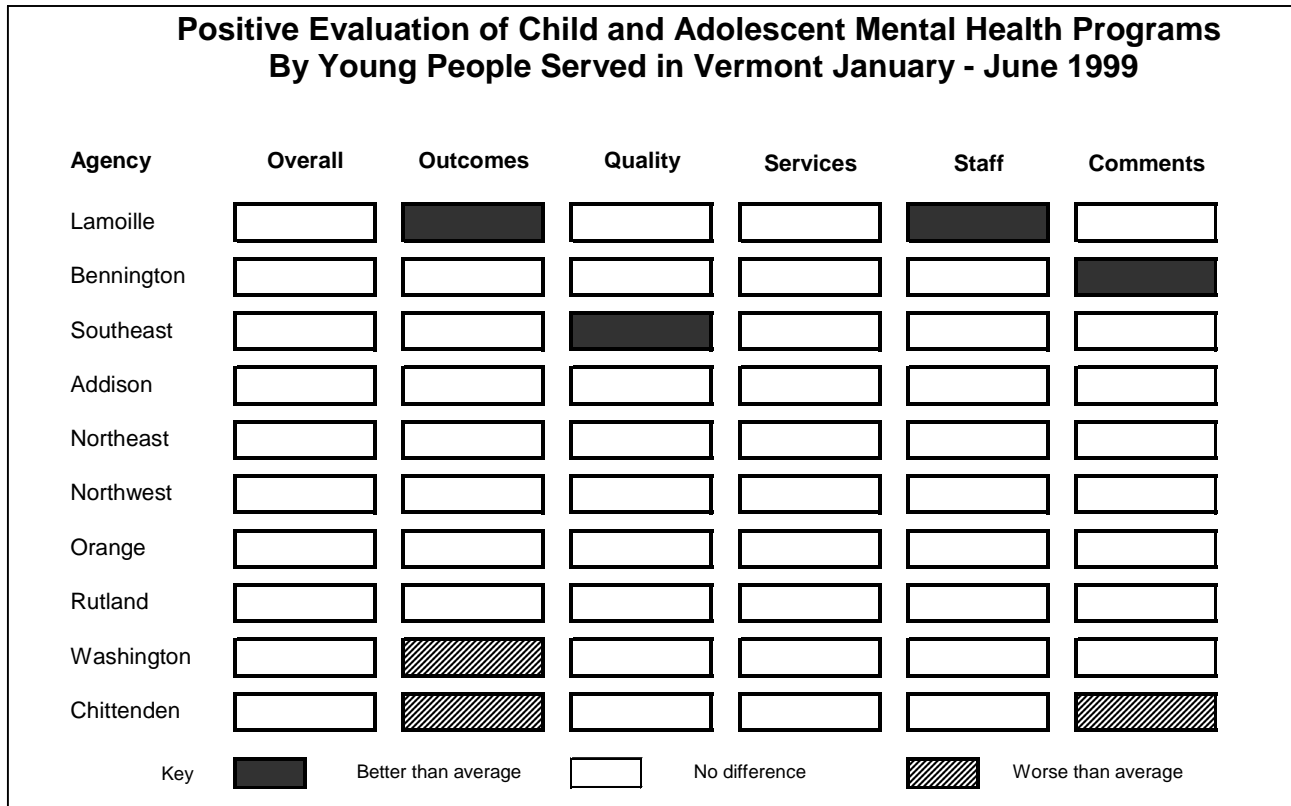 Positive Evaluation of Child and Adolescent Mental Health Programs
By Young People Served in Vermont January - June 1999
Agency Overall Outcomes Quality Services Staff Comments
Lamoille
Bennington
Southeast
Addison
Northeast
Northwest
Orange
Rutland
Washington
Chittenden
Key Better than average No difference Worse than average